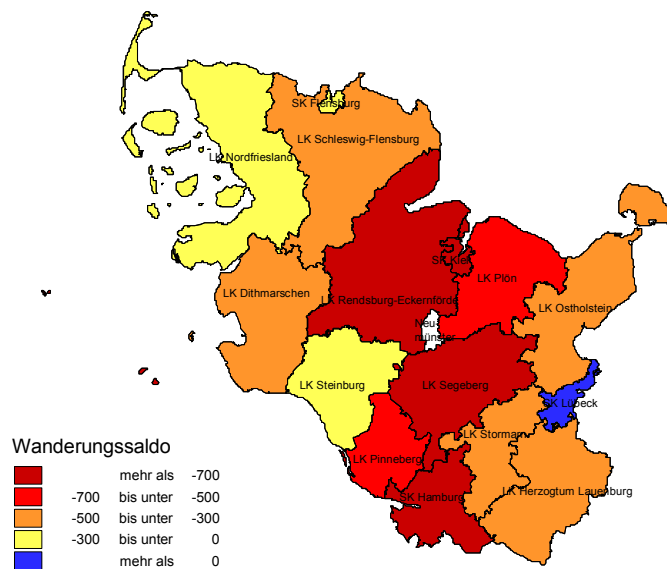 SK Flensburg
LK Schleswig-Flensburg
LK Nordfriesland
SK Kiel
LK Plön
LK Dithmarschen
LK Rendsburg-Eckernförde
LK Ostholstein
Neu-
münster
LK Steinburg
LK Segeberg
SK Lübeck
LK Stormarn
LK Pinneberg
LK Herzogtum Lauenburg
SK Hamburg
Wanderungssaldo
mehr als -700
-700 bis unter -500
-500 bis unter -300
-300 bis unter 0
mehr als 0